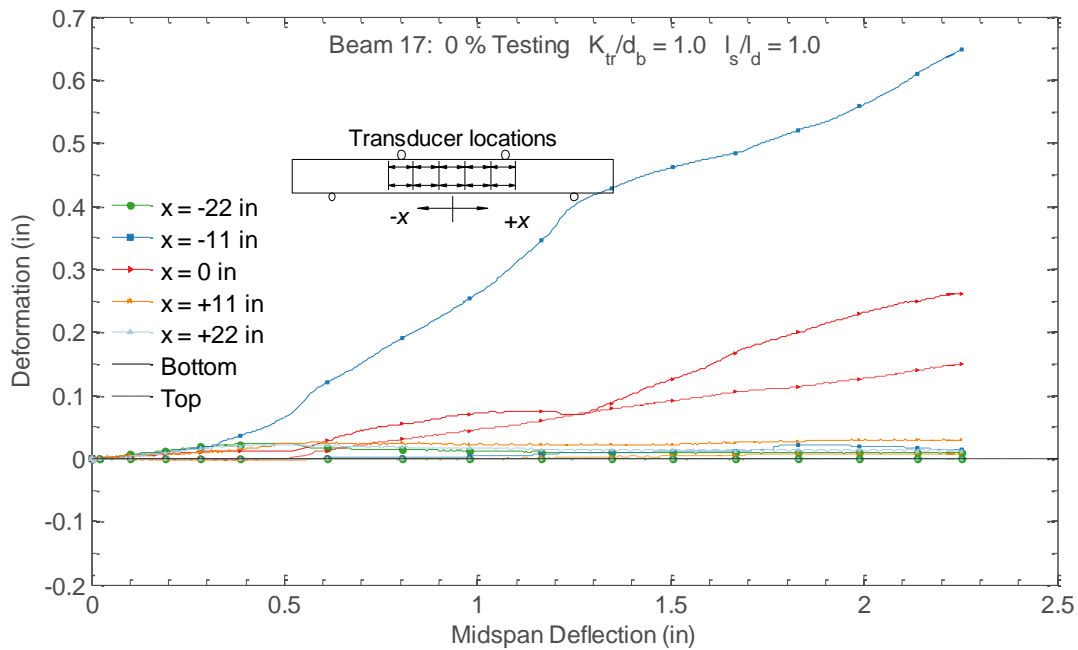 Beam 17: 0 % Testing K_tr/d_b = 1.0 l_s/l_d = 1.0
Transducer locations
-x
+x
x = -22 in
x = -11 in
x = 0 in
x = +11 in
x = +22 in
Bottom
Top
Deformation (in)
0.7
0.6
0.5
0.4
0.3
0.2
0.1
0
-0.1
-0.2
0 0.5 1 1.5 2 2.5
Midspan Deflection (in)